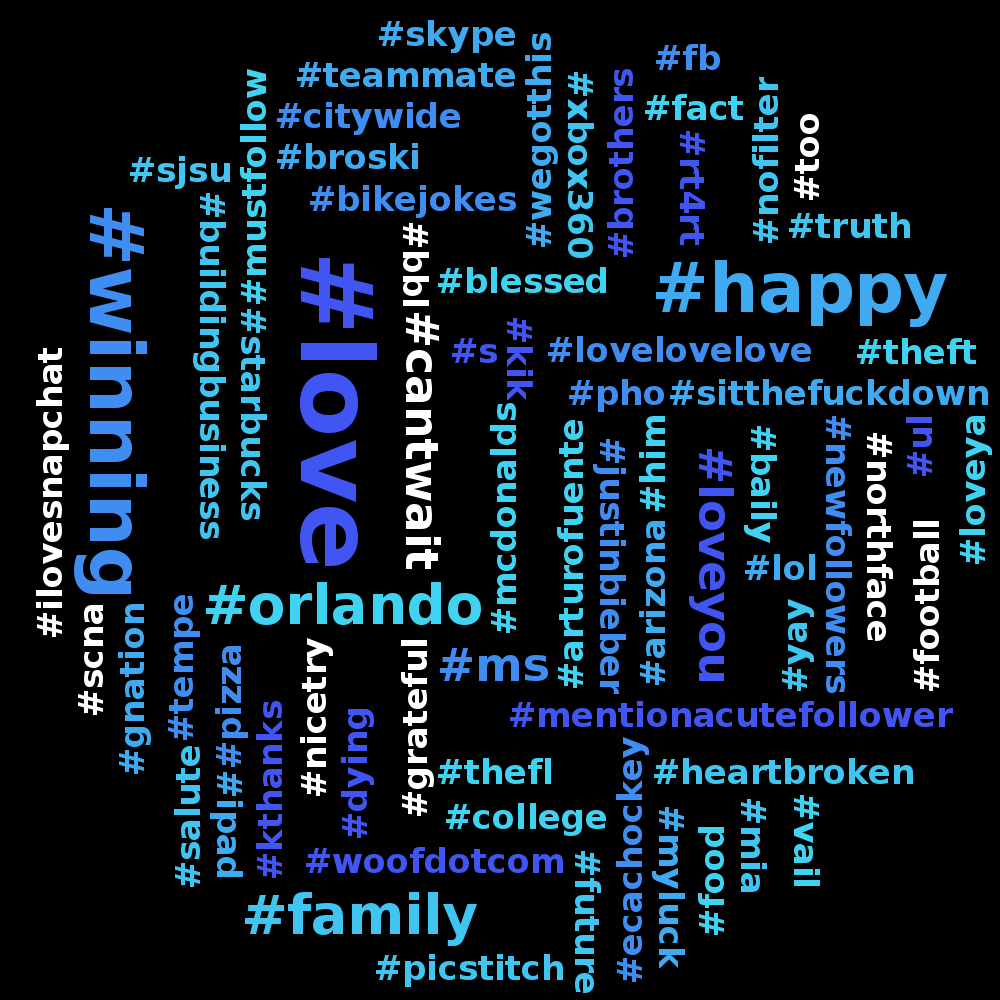 #skype
#teammate
#citywide
#broski
#bikejokes
#sjsu
#mustfollow
#buildingbusiness
#starbucks
#wegotthis
#xbox360
#brothers
#fb
#fact
#rt4rt
#nofilter
#too
#truth
#winning
#love
#bbl
#cantwait
#blessed
#happy
#s
#kik
#lovelovelove
#theft
#pho
#sitthefuckdown
#ilovesnapchat
#mcdonalds
#arturofuente
#justinbieber
#him
#arizona
#loveyon
#baily
#lol
#yay
#newfollowers
#northface
#nu
#football
#loveya
#orlando
#scna
#gnation
#tempe
#pizza
#salute
#ipad
#kthanks
#nicetry
#dying
#grateful
#ms
#mentionacutefollower
#thefl
#college
#woofdotcom
#family
#picstitch
#future
#ecachockey
#heartbroken
#myluck
#food
#mia
#vail